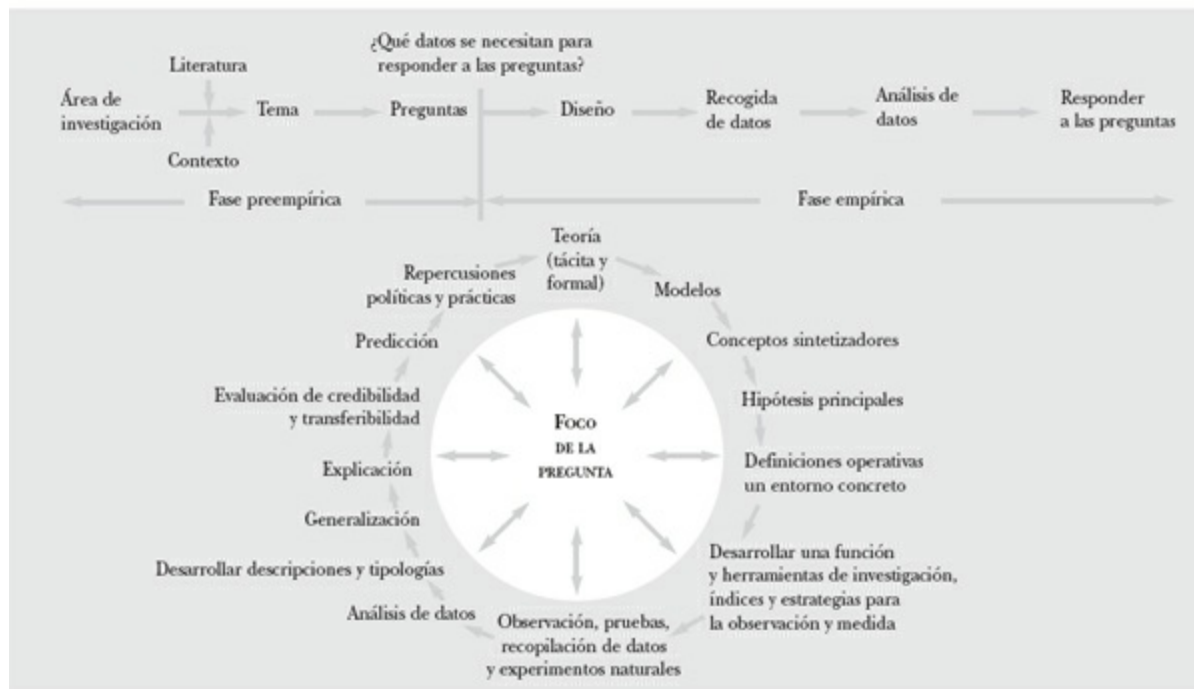 ¿Qué datos se necesitan para
responder a las preguntas?
Literatura
Área de
investigación
Tema
Preguntas
Diseño
Recogida
de datos
Análisis de
datos
Responder
a las preguntas
Contexto
Fase preempírica
Fase empírica
Teoría
(tácita y
formal)
Modelos
Conceptos sintetizadores
Hipótesis principales
Definiciones operativas
un entorno concreto
Desarrollar una función
y herramientas de investigación,
índices y estrategias para
la observación y medida
Observación, pruebas,
recopilación de datos
y experimentos naturales
Análisis de datos
Desarrollar descripciones y tipologías
Generalización
Explicación
Evaluación de credibilidad
y transferibilidad
Predicción
Repercusiones
políticas y prácticas
FOCO
DE LA
PREGUNTA